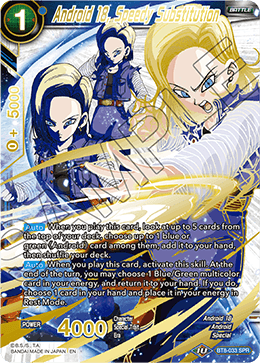 BATTLE
1
Android 18, Speedy Substitution
0 + 5000
Auto When you play this card, look at up to 5 cards from
the top of your deck, choose up to 1 blue or
green ‹Android› card among them, add it to your hand,
then shuffle your deck.
Auto When you play this card, activate this skill. At the
end of the turn, you may choose 1 Blue/Green multicolor
card in your energy, and return it to your hand. If you do,
choose 1 card in your hand and place it in your energy in
Rest Mode.
POWER
4000
Character
Android 18
Special Trait
Android
Era
©B.S./S., T.A.
©BANDAI MADE IN JAPAN EN
BT8-033 SPR